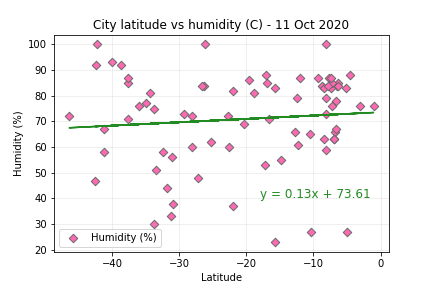 City latitude vs humidity (C) - 11 Oct 2020
Humidity (%)
100
90
80
70
60
50
40
30
20
y = 0.13x + 73.61
Humidity (%)
−40
−30
−20
−10
0
Latitude